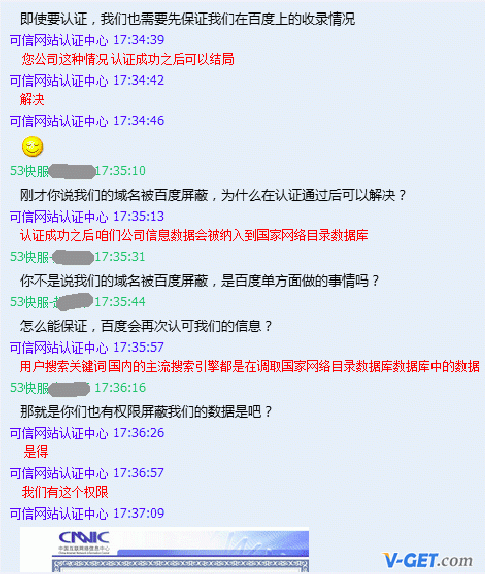 即使要认证，我们也需要先保证我们在百度上的收录情况
可信网站认证中心 17:34:39
您公司这种情况 认证成功之后可以结局
可信网站认证中心 17:34:42
解决
可信网站认证中心 17:34:46
53快服 17:35:10
刚才你说我们的域名被百度屏蔽，为什么在认证通过后可以解决？
可信网站认证中心 17:35:13
认证成功之后咱们公司信息数据会被纳入到国家网络目录数据库
53快服- 17:35:31
你不是说我们的域名被百度屏蔽，是百度单方面做的事情吗？
53快服- 17:35:44
怎么能保证，百度会再次认可我们的信息？
可信网站认证中心 17:35:57
用户搜索关键词国内的主流搜索引擎都是在调取国家网络目录数据库数据库中的数据
53快服 17:36:16
那就是你们也有权限屏蔽我们的数据是吧？
可信网站认证中心 17:36:26
是得
可信网站认证中心 17:36:57
我们有这个权限
可信网站认证中心 17:37:09
CNNIC
中国互联网络信息中心
V-GET.com